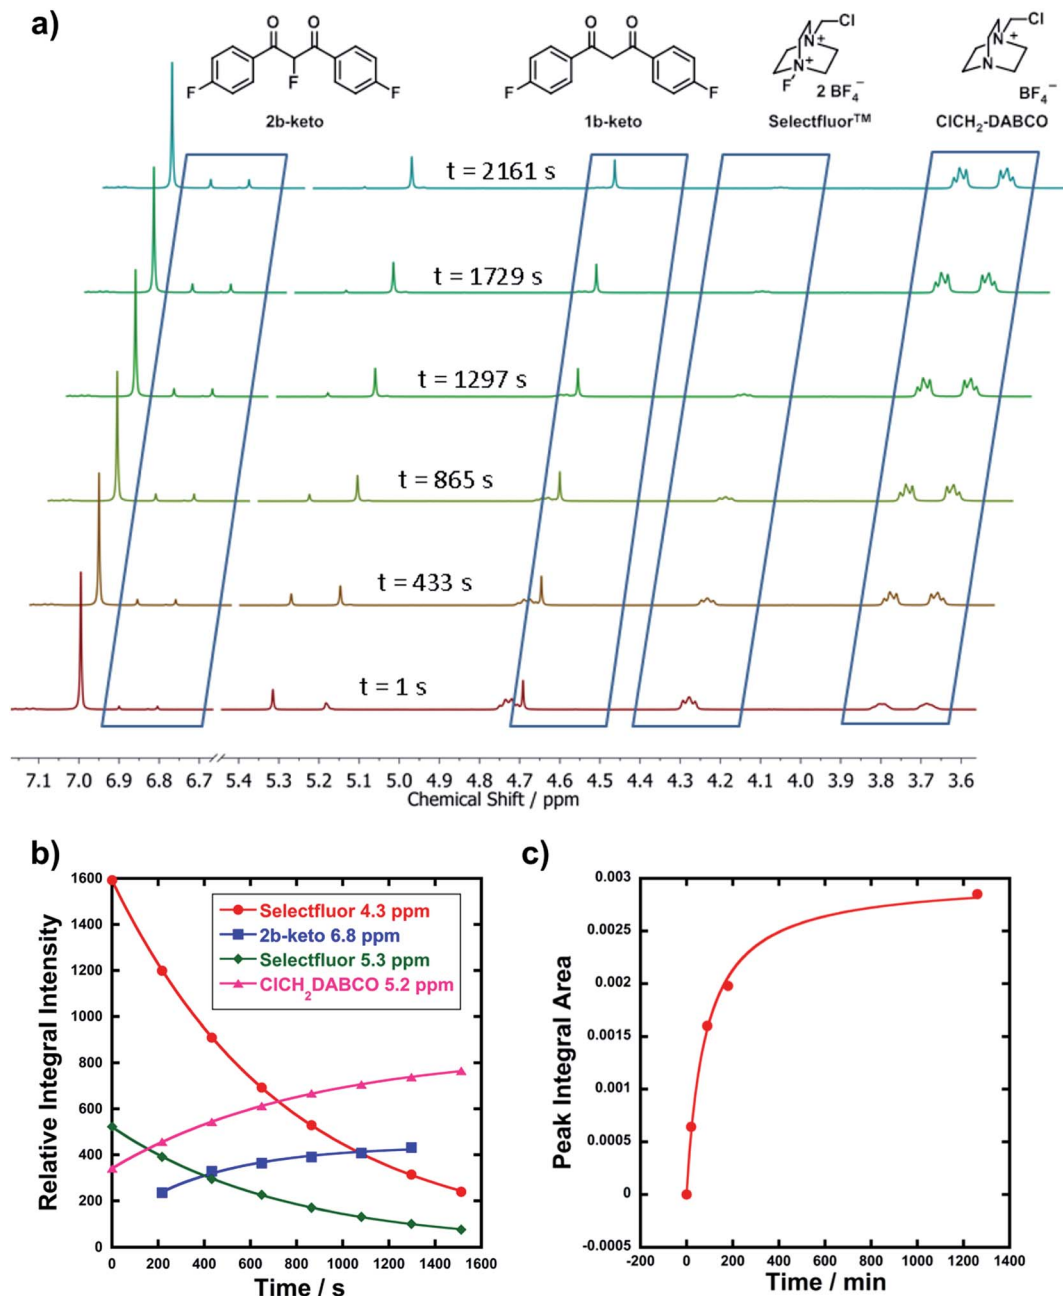 a)
O O
F F F
2b-keto
O O
F F
1b-keto
Cl
N+
N+
F 2 BF4−
Selectfluor™
Cl
N+
N BF4−
ClCH2-DABCO
t = 2161 s
t = 1729 s
t = 1297 s
t = 865 s
t = 433 s
t = 1 s
7.1 7.0 6.9 6.8 6.7 5.4 5.3 5.2 5.1 5.0 4.9 4.8 4.7 4.6 4.5 4.4 4.3 4.2 4.1 4.0 3.9 3.8 3.7 3.6
Chemical Shift / ppm
b)
Relative Integral Intensity
1600
1400
1200
1000
800
600
400
200
0
Selectfluor 4.3 ppm
2b-keto 6.8 ppm
Selectfluor 5.3 ppm
ClCH2DABCO 5.2 ppm
0 200 400 600 800 1000 1200 1400 1600
Time / s
c)
Peak Integral Area
0.003
0.0025
0.002
0.0015
0.001
0.0005
0
-0.0005
-200 0 200 400 600 800 1000 1200 1400
Time / min